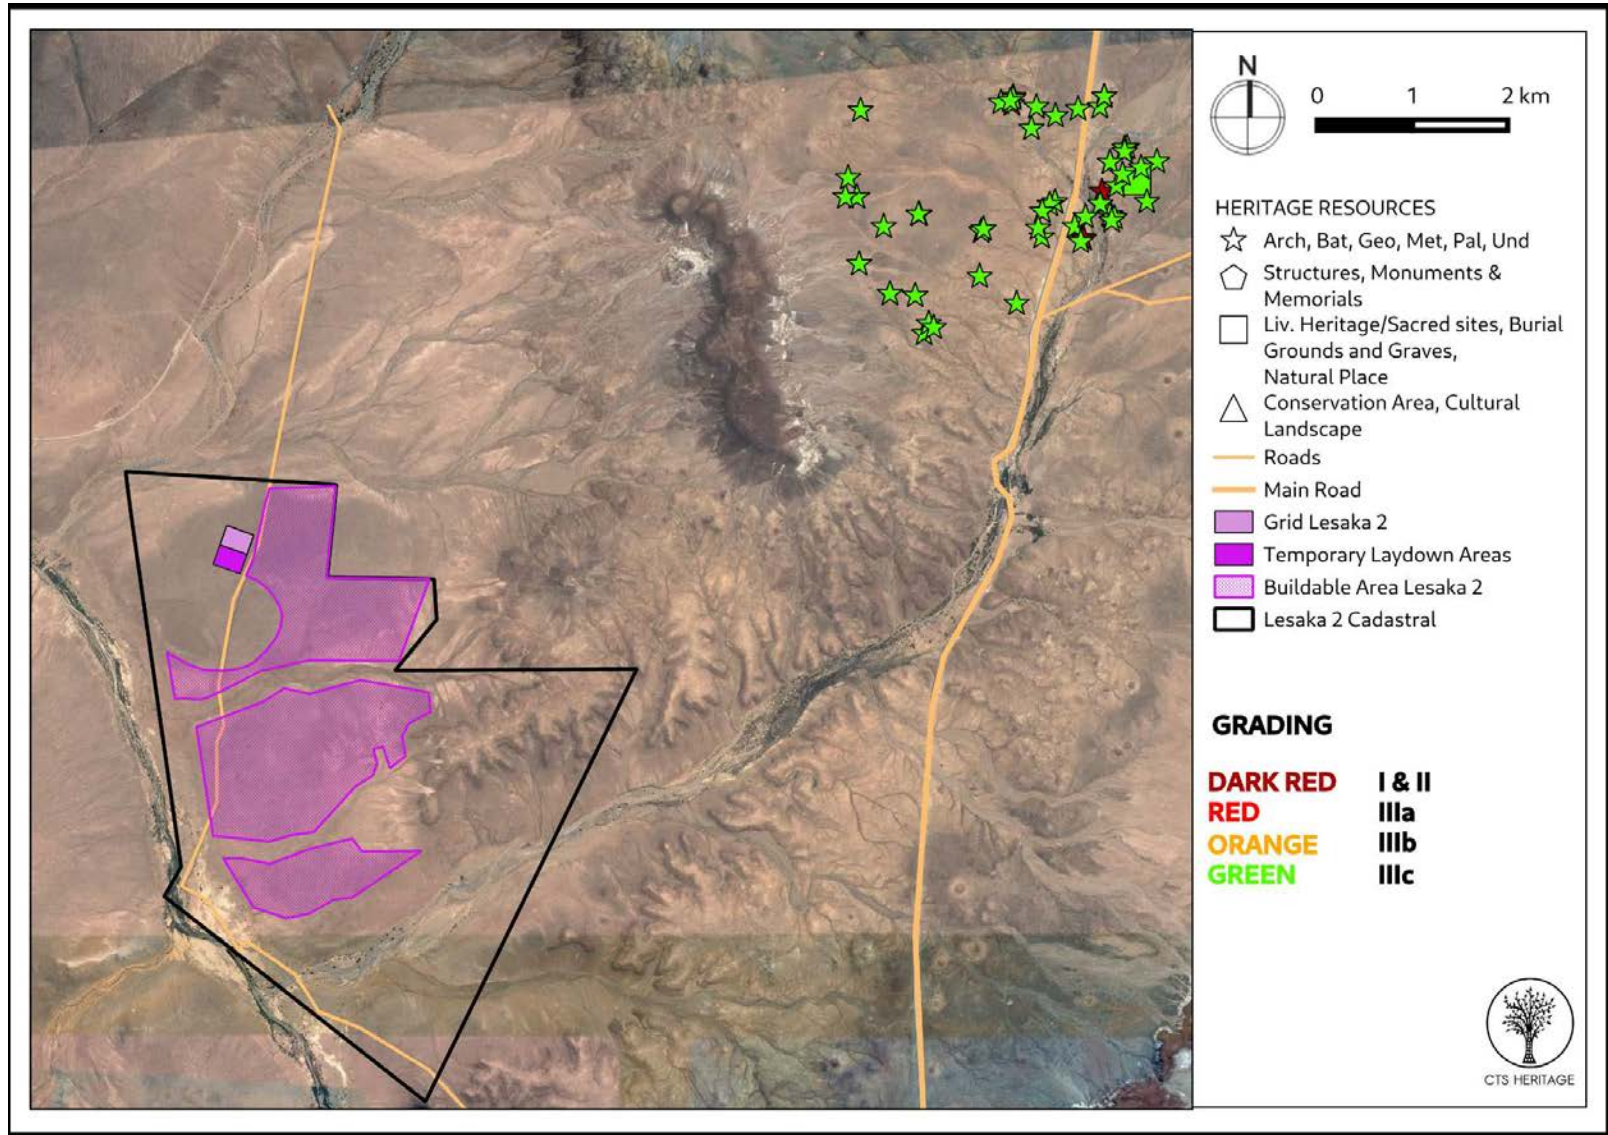 N
0 1 2 km
HERITAGE RESOURCES
Arch, Bat, Geo, Met, Pal, Und
Structures, Monuments &
Memorials
Liv. Heritage/Sacred sites, Burial
Grounds and Graves,
Natural Place
Conservation Area, Cultural
Landscape
Roads
Main Road
Grid Lesaka 2
Temporary Laydown Areas
Buildable Area Lesaka 2
Lesaka 2 Cadastral
GRADING
DARK RED I & II
RED IIIa
ORANGE IIIb
GREEN IIIc
CTS HERITAGE